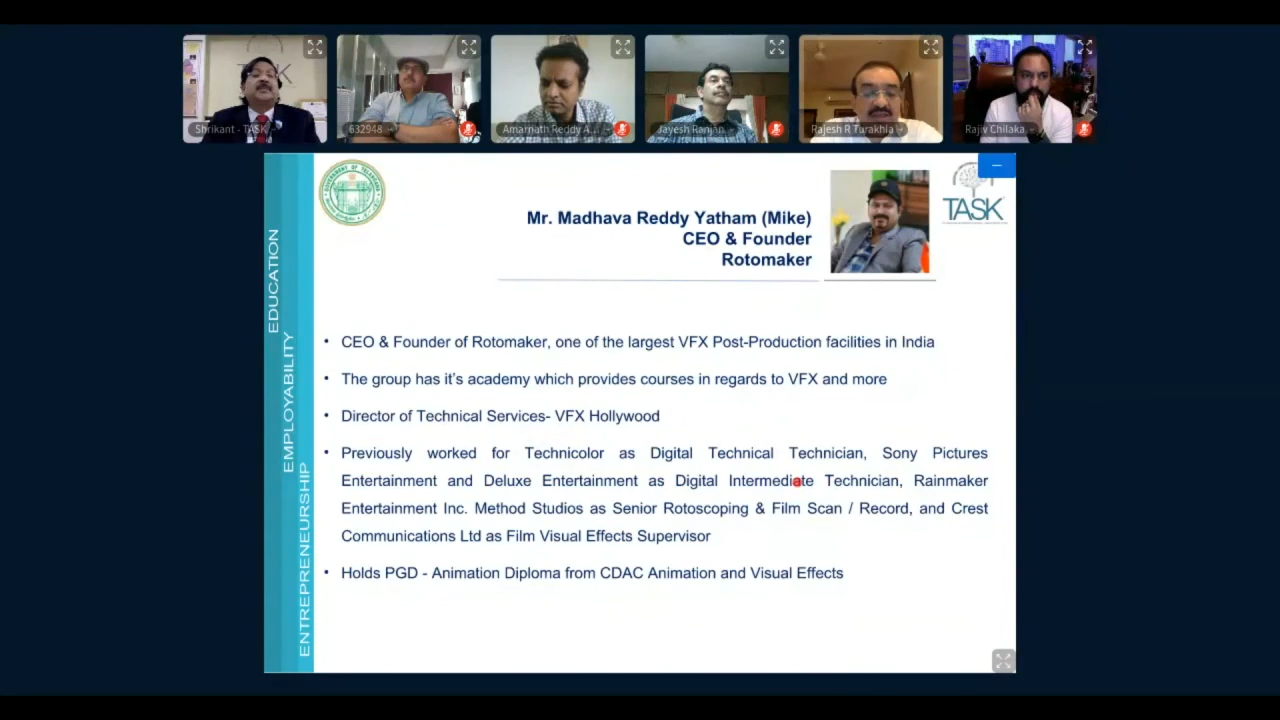 Shrikant - TASK
632948
Amarnath Reddy A...
Jayesh Ranjan
Rajesh R Turakhia
Rajiv Chilaka
TASK
Mr. Madhava Reddy Yatham (Mike)
CEO & Founder
Rotomaker
EDUCATION
EMPLOYABILITY
ENTREPRENEURSHIP
• CEO & Founder of Rotomaker, one of the largest VFX Post-Production facilities in India
• The group has it's academy which provides courses in regards to VFX and more
• Director of Technical Services- VFX Hollywood
• Previously worked for Technicolor as Digital Technical Technician, Sony Pictures
Entertainment and Deluxe Entertainment as Digital Intermediate Technician, Rainmaker
Entertainment Inc. Method Studios as Senior Rotoscoping & Film Scan / Record, and Crest
Communications Ltd as Film Visual Effects Supervisor
• Holds PGD - Animation Diploma from CDAC Animation and Visual Effects